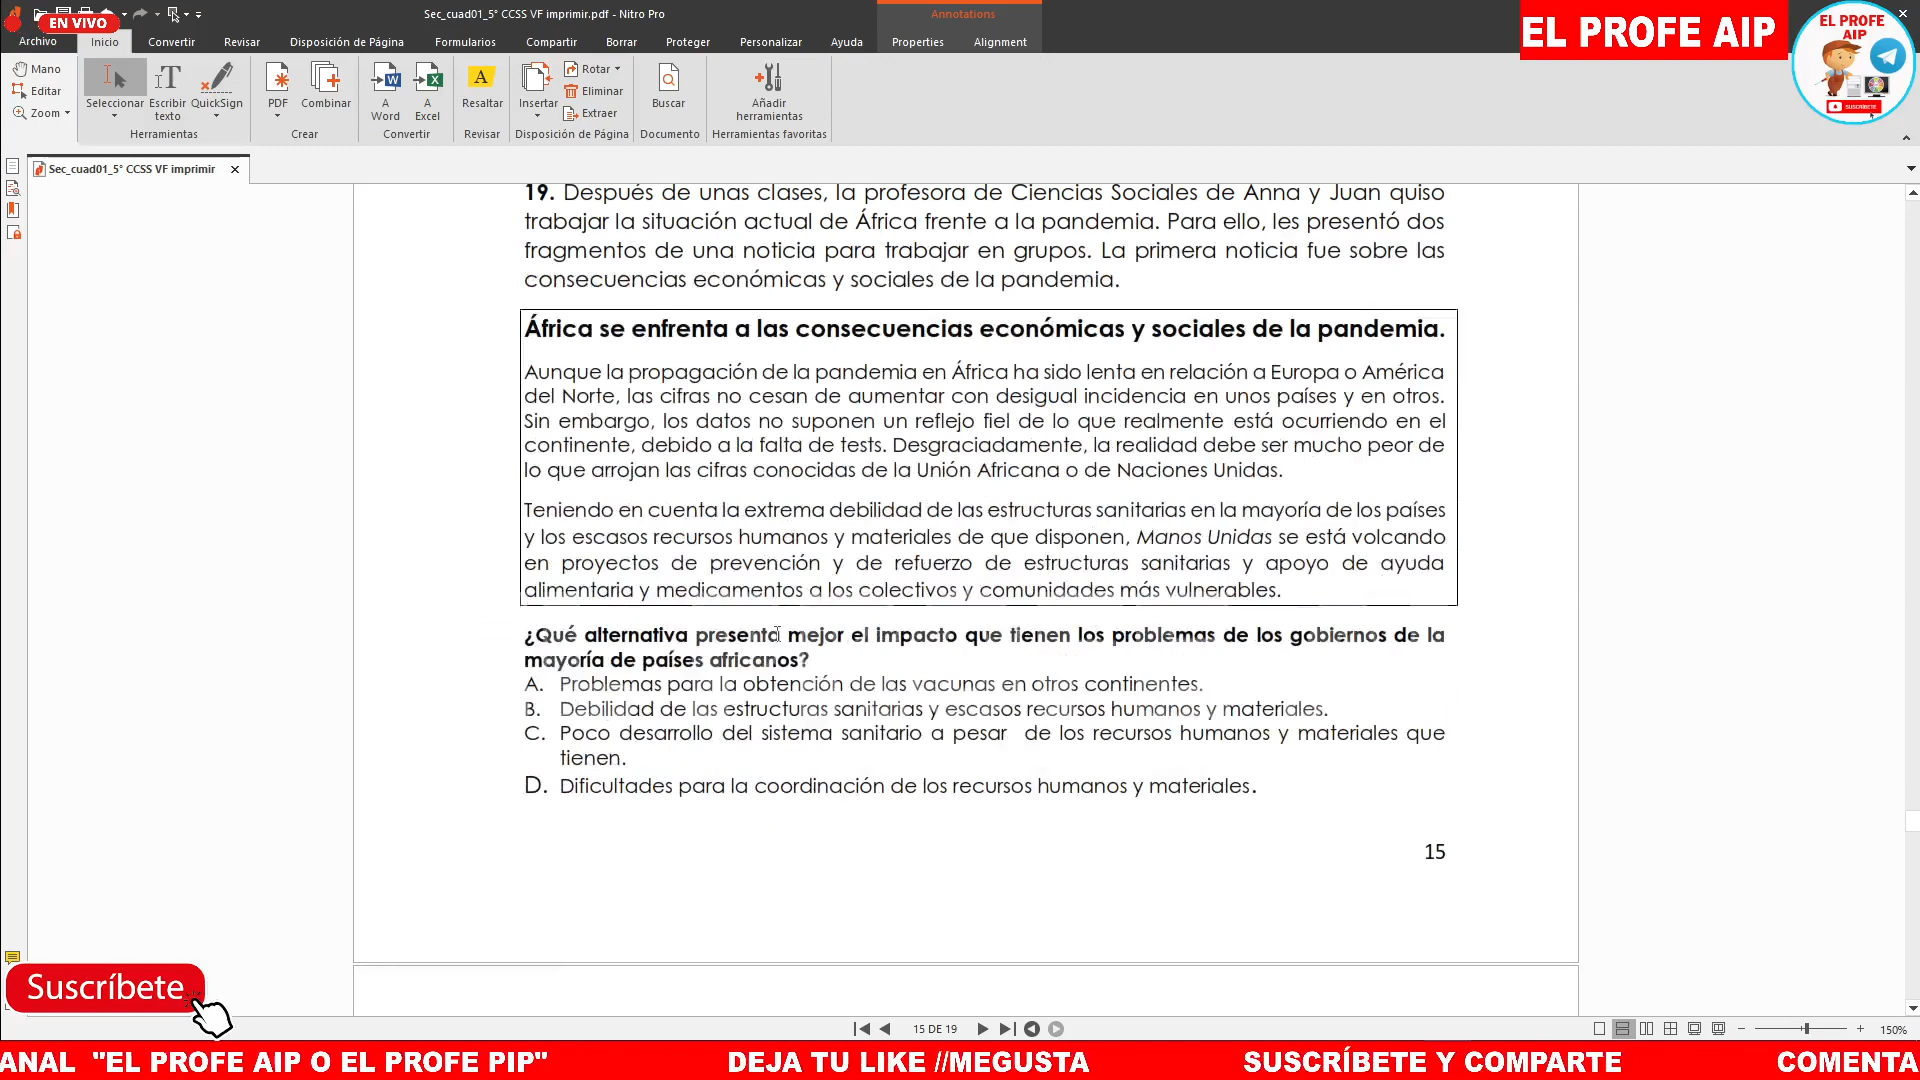 Sec_cuad01_5° CCSS VF imprimir.pdf - Nitro Pro
Annotations
EN VIVO
EL PROFE AIP
EL PROFE
AIP
SUSCRÍBETE
Archivo
Inicio
Convertir
Revisar
Disposición de Página
Formularios
Compartir
Borrar
Proteger
Personalizar
Ayuda
Properties
Alignment
Mano
Editar
Zoom
Seleccionar
Escribir texto
QuickSign
Herramientas
PDF
Combinar
Crear
A Word
A Excel
Convertir
Resaltar
Revisar
Insertar
Rotar
Eliminar
Extraer
Disposición de Página
Buscar
Documento
Añadir herramientas
Herramientas favoritas
Sec_cuad01_5° CCSS VF imprimir
19. Después de unas clases, la profesora de Ciencias Sociales de Anna y Juan quiso
trabajar la situación actual de África frente a la pandemia. Para ello, les presentó dos
fragmentos de una noticia para trabajar en grupos. La primera noticia fue sobre las
consecuencias económicas y sociales de la pandemia.
África se enfrenta a las consecuencias económicas y sociales de la pandemia.
Aunque la propagación de la pandemia en África ha sido lenta en relación a Europa o América
del Norte, las cifras no cesan de aumentar con desigual incidencia en unos países y en otros.
Sin embargo, los datos no suponen un reflejo fiel de lo que realmente está ocurriendo en el
continente, debido a la falta de tests. Desgraciadamente, la realidad debe ser mucho peor de
lo que arrojan las cifras conocidas de la Unión Africana o de Naciones Unidas.
Teniendo en cuenta la extrema debilidad de las estructuras sanitarias en la mayoría de los países
y los escasos recursos humanos y materiales de que disponen, Manos Unidas se está volcando
en proyectos de prevención y de refuerzo de estructuras sanitarias y apoyo de ayuda
alimentaria y medicamentos a los colectivos y comunidades más vulnerables.
¿Qué alternativa presenta mejor el impacto que tienen los problemas de los gobiernos de la
mayoría de países africanos?
A. Problemas para la obtención de las vacunas en otros continentes.
B. Debilidad de las estructuras sanitarias y escasos recursos humanos y materiales.
C. Poco desarrollo del sistema sanitario a pesar de los recursos humanos y materiales que
tienen.
D. Dificultades para la coordinación de los recursos humanos y materiales.
15
Suscríbete
15 DE 19
150%
ANAL "EL PROFE AIP O EL PROFE PIP" DEJA TU LIKE //MEGUSTA SUSCRÍBETE Y COMPARTE COMENTA